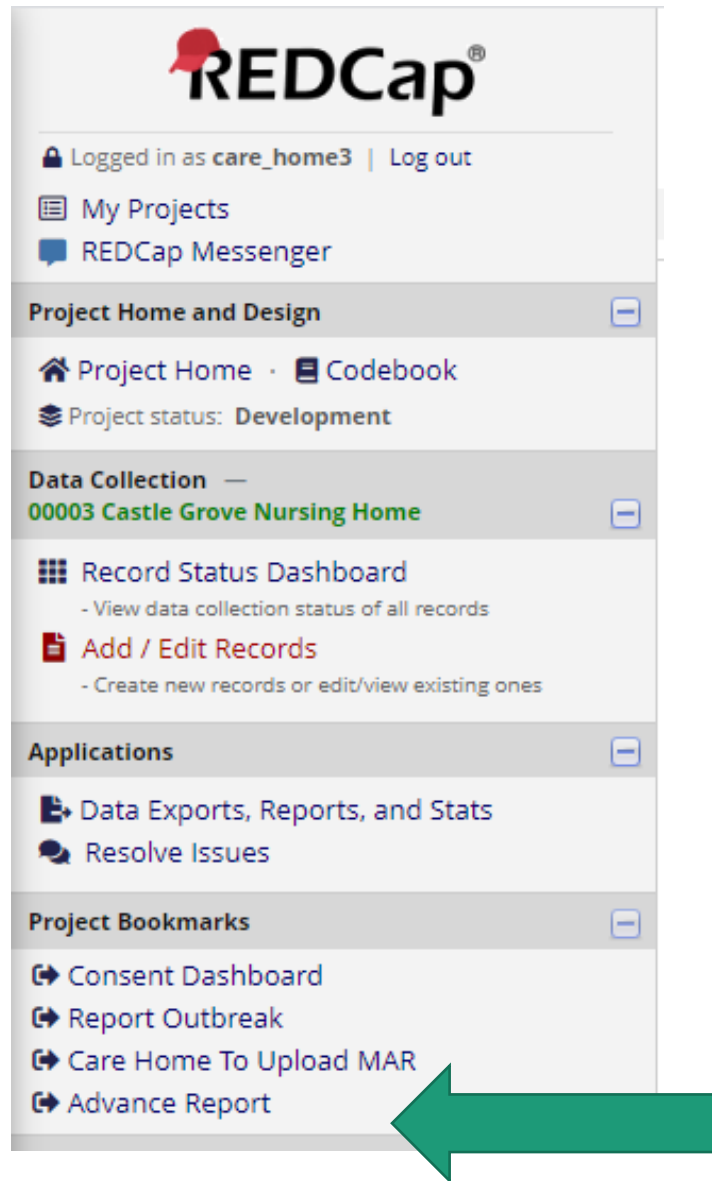 REDCap®
Logged in as care_home3 | Log out
My Projects
REDCap Messenger
Project Home and Design
Project Home · Codebook
Project status: Development
Data Collection —
00003 Castle Grove Nursing Home
Record Status Dashboard
- View data collection status of all records
Add / Edit Records
- Create new records or edit/view existing ones
Applications
Data Exports, Reports, and Stats
Resolve Issues
Project Bookmarks
Consent Dashboard
Report Outbreak
Care Home To Upload MAR
Advance Report